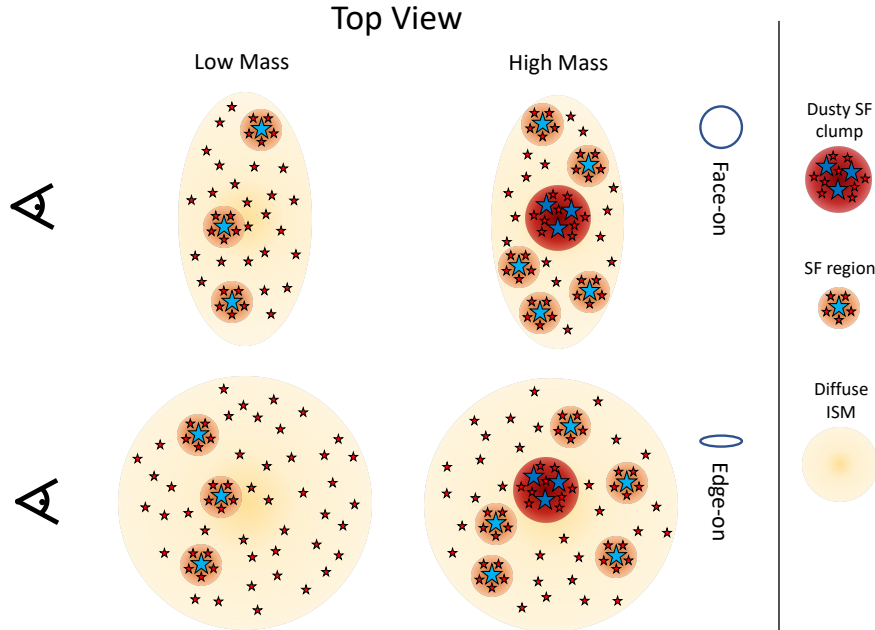 Top View
Low Mass
High Mass
Face-on
Edge-on
Dusty SF
clump
SF region
Diffuse
ISM